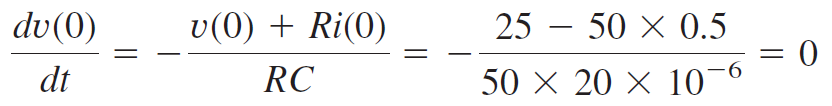 dv(0)/dt = − (v(0) + Ri(0))/RC = − (25 − 50 × 0.5)/(50 × 20 × 10⁻⁶) = 0